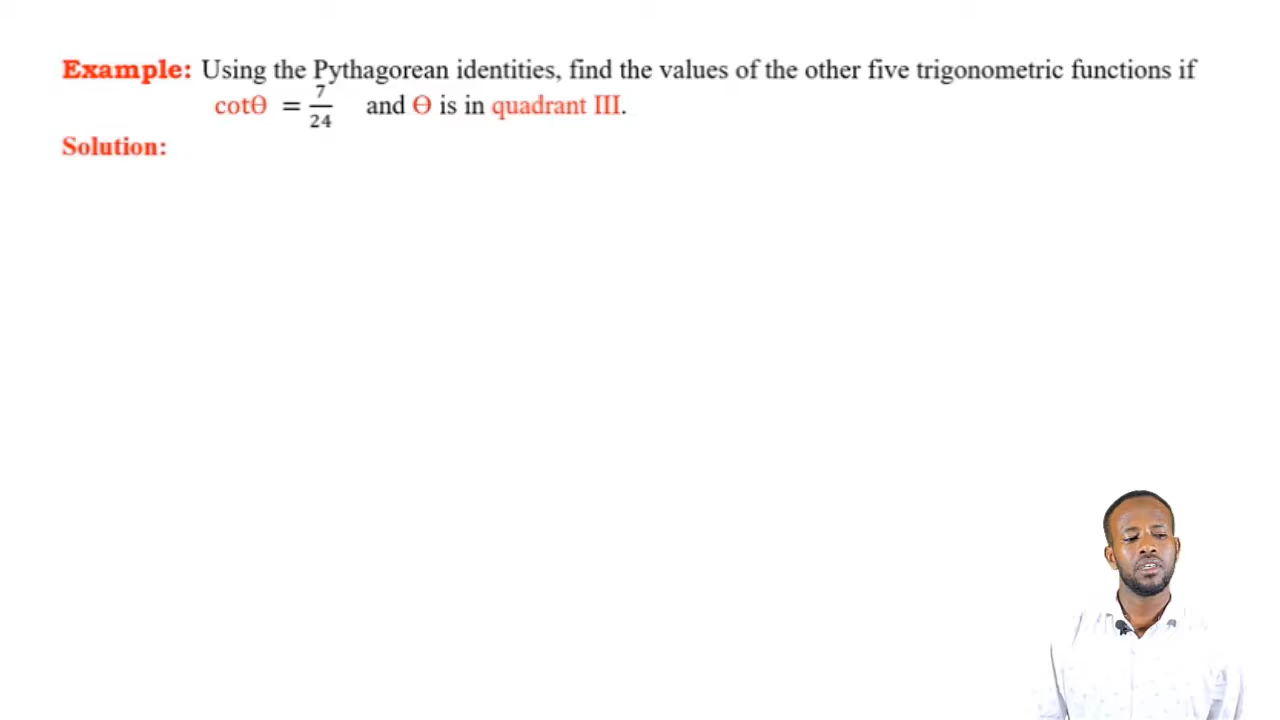 Example: Using the Pythagorean identities, find the values of the other five trigonometric functions if
cotθ = 7/24 and θ is in quadrant III.
Solution: